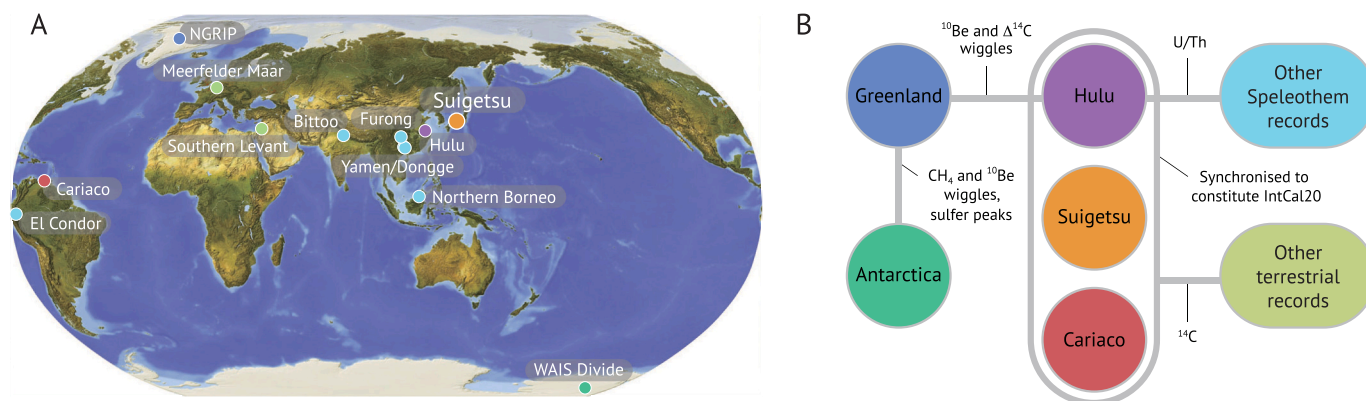 A
NGRIP
Meerfelder Maar
Suigetsu
Bittoo
Furong
Southern Levant
Hulu
Yamen/Dongge
Cariaco
Northern Borneo
El Condor
WAIS Divide
B
¹⁰Be and Δ¹⁴C
wiggles
U/Th
Greenland
Hulu
Other
Speleothem
records
CH₄ and ¹⁰Be
wiggles,
sulfer peaks
Synchronised to
constitute IntCal20
Suigetsu
Antarctica
Other
terrestrial
records
Cariaco
¹⁴C